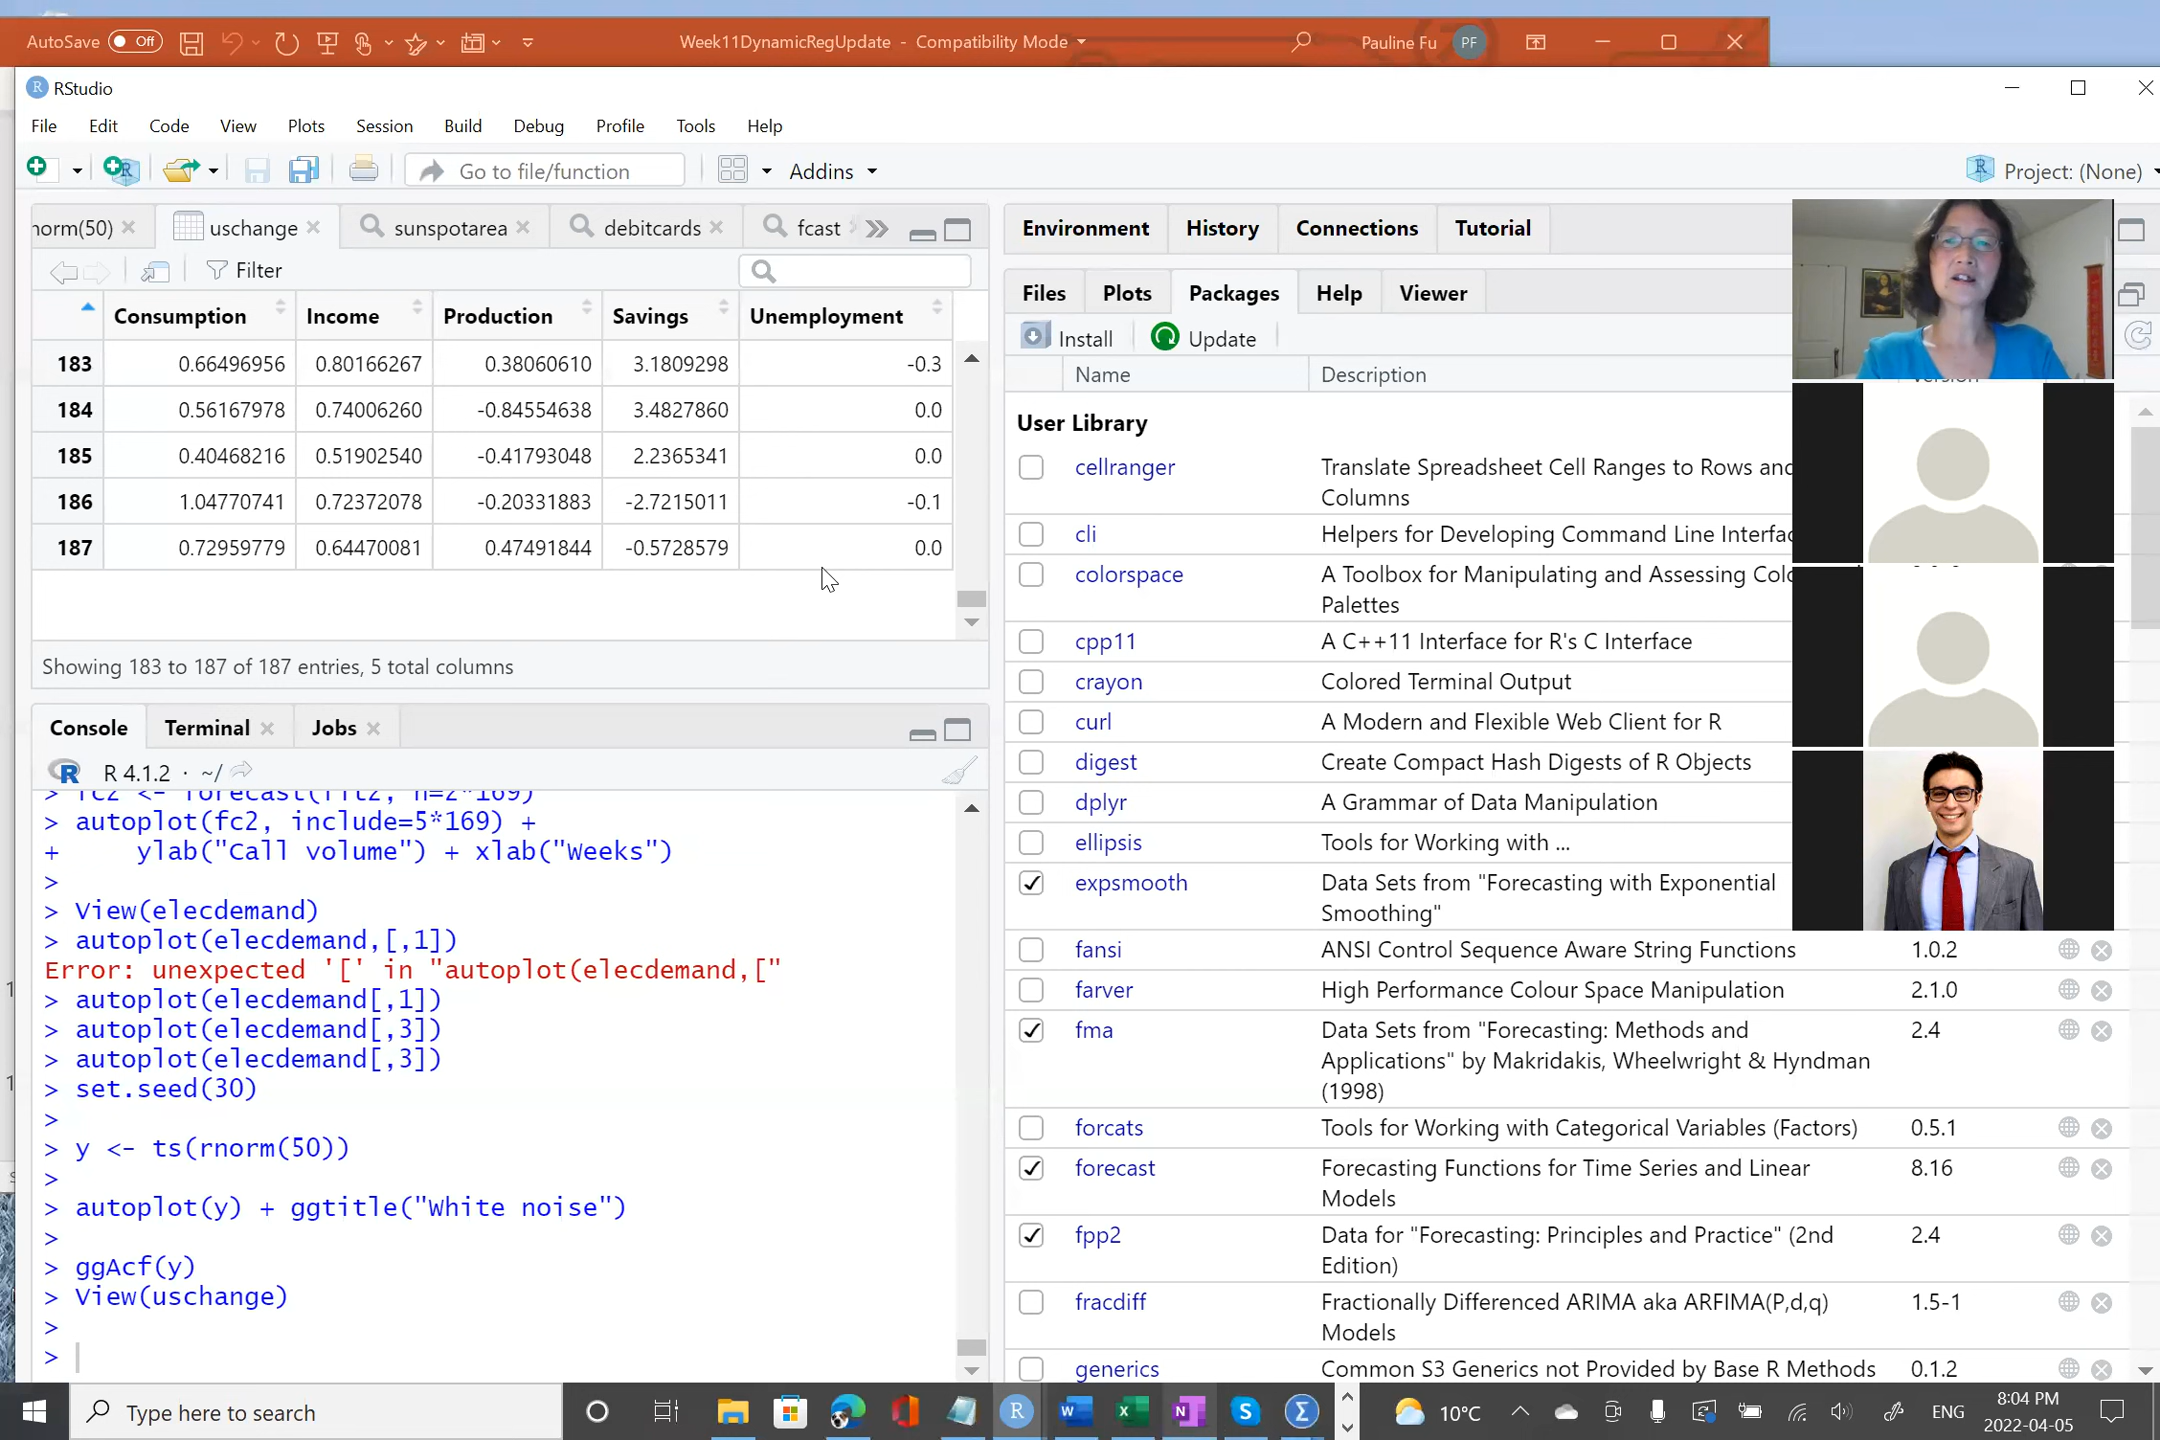 AutoSave Off Week11DynamicRegUpdate - Compatibility Mode Pauline Fu PF
RStudio
File Edit Code View Plots Session Build Debug Profile Tools Help
Go to file/function Addins Project: (None)
norm(50) uschange sunspotarea debitcards fcast
Filter
Consumption Income Production Savings Unemployment
183 0.66496956 0.80166267 0.38060610 3.1809298 -0.3
184 0.56167978 0.74006260 -0.84554638 3.4827860 0.0
185 0.40468216 0.51902540 -0.41793048 2.2365341 0.0
186 1.04770741 0.72372078 -0.20331883 -2.7215011 -0.1
187 0.72959779 0.64470081 0.47491844 -0.5728579 0.0
Showing 183 to 187 of 187 entries, 5 total columns
Console Terminal Jobs
R 4.1.2 · ~/
> fc2 <- forecast(fit2, h=2*169)
> autoplot(fc2, include=5*169) +
+     ylab("Call volume") + xlab("Weeks")
>
> View(elecdemand)
> autoplot(elecdemand,[,1])
Error: unexpected '[' in "autoplot(elecdemand,["
> autoplot(elecdemand[,1])
> autoplot(elecdemand[,3])
> autoplot(elecdemand[,3])
> set.seed(30)
>
> y <- ts(rnorm(50))
>
> autoplot(y) + ggtitle("White noise")
>
> ggAcf(y)
> View(uschange)
>
>
Environment History Connections Tutorial
Files Plots Packages Help Viewer
Install Update
Name Description Version
User Library
cellranger Translate Spreadsheet Cell Ranges to Rows and
Columns
cli Helpers for Developing Command Line Interfac
colorspace A Toolbox for Manipulating and Assessing Colo
Palettes
cpp11 A C++11 Interface for R's C Interface
crayon Colored Terminal Output
curl A Modern and Flexible Web Client for R
digest Create Compact Hash Digests of R Objects
dplyr A Grammar of Data Manipulation
ellipsis Tools for Working with ...
expsmooth Data Sets from "Forecasting with Exponential
Smoothing"
fansi ANSI Control Sequence Aware String Functions 1.0.2
farver High Performance Colour Space Manipulation 2.1.0
fma Data Sets from "Forecasting: Methods and 2.4
Applications" by Makridakis, Wheelwright & Hyndman
(1998)
forcats Tools for Working with Categorical Variables (Factors) 0.5.1
forecast Forecasting Functions for Time Series and Linear 8.16
Models
fpp2 Data for "Forecasting: Principles and Practice" (2nd 2.4
Edition)
fracdiff Fractionally Differenced ARIMA aka ARFIMA(P,d,q) 1.5-1
Models
generics Common S3 Generics not Provided by Base R Methods 0.1.2
Type here to search 10°C ENG 8:04 PM
2022-04-05